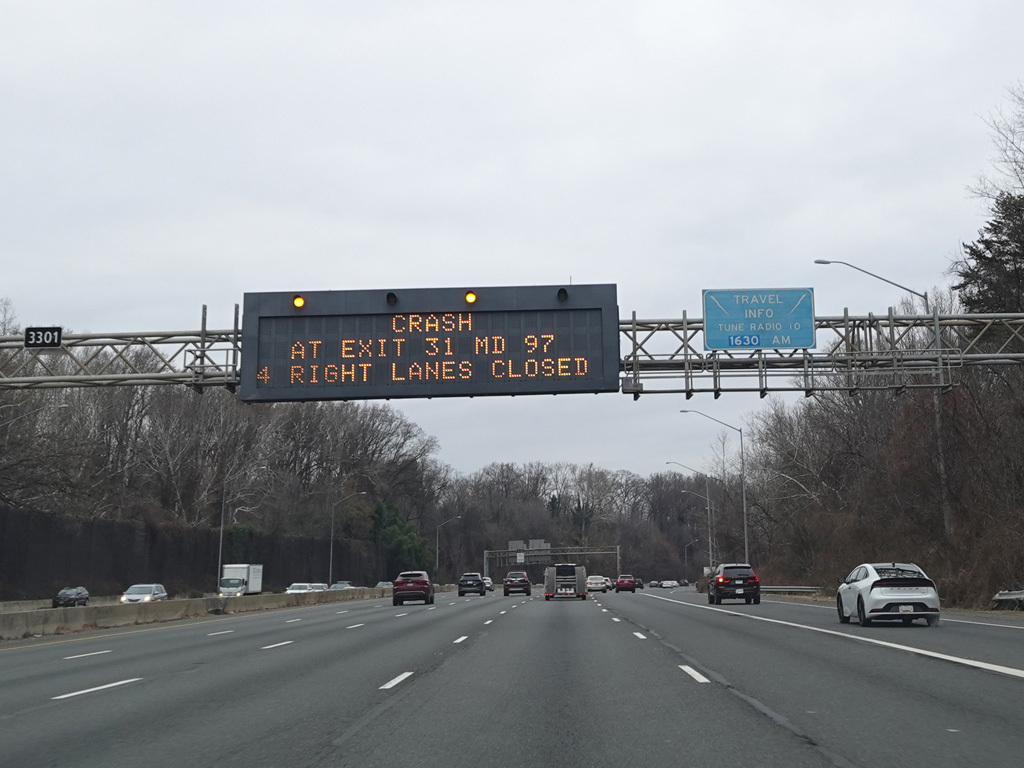 3301
CRASH
AT EXIT 31 MD 97
4 RIGHT LANES CLOSED
TRAVEL
INFO
TUNE RADIO TO
1630 AM